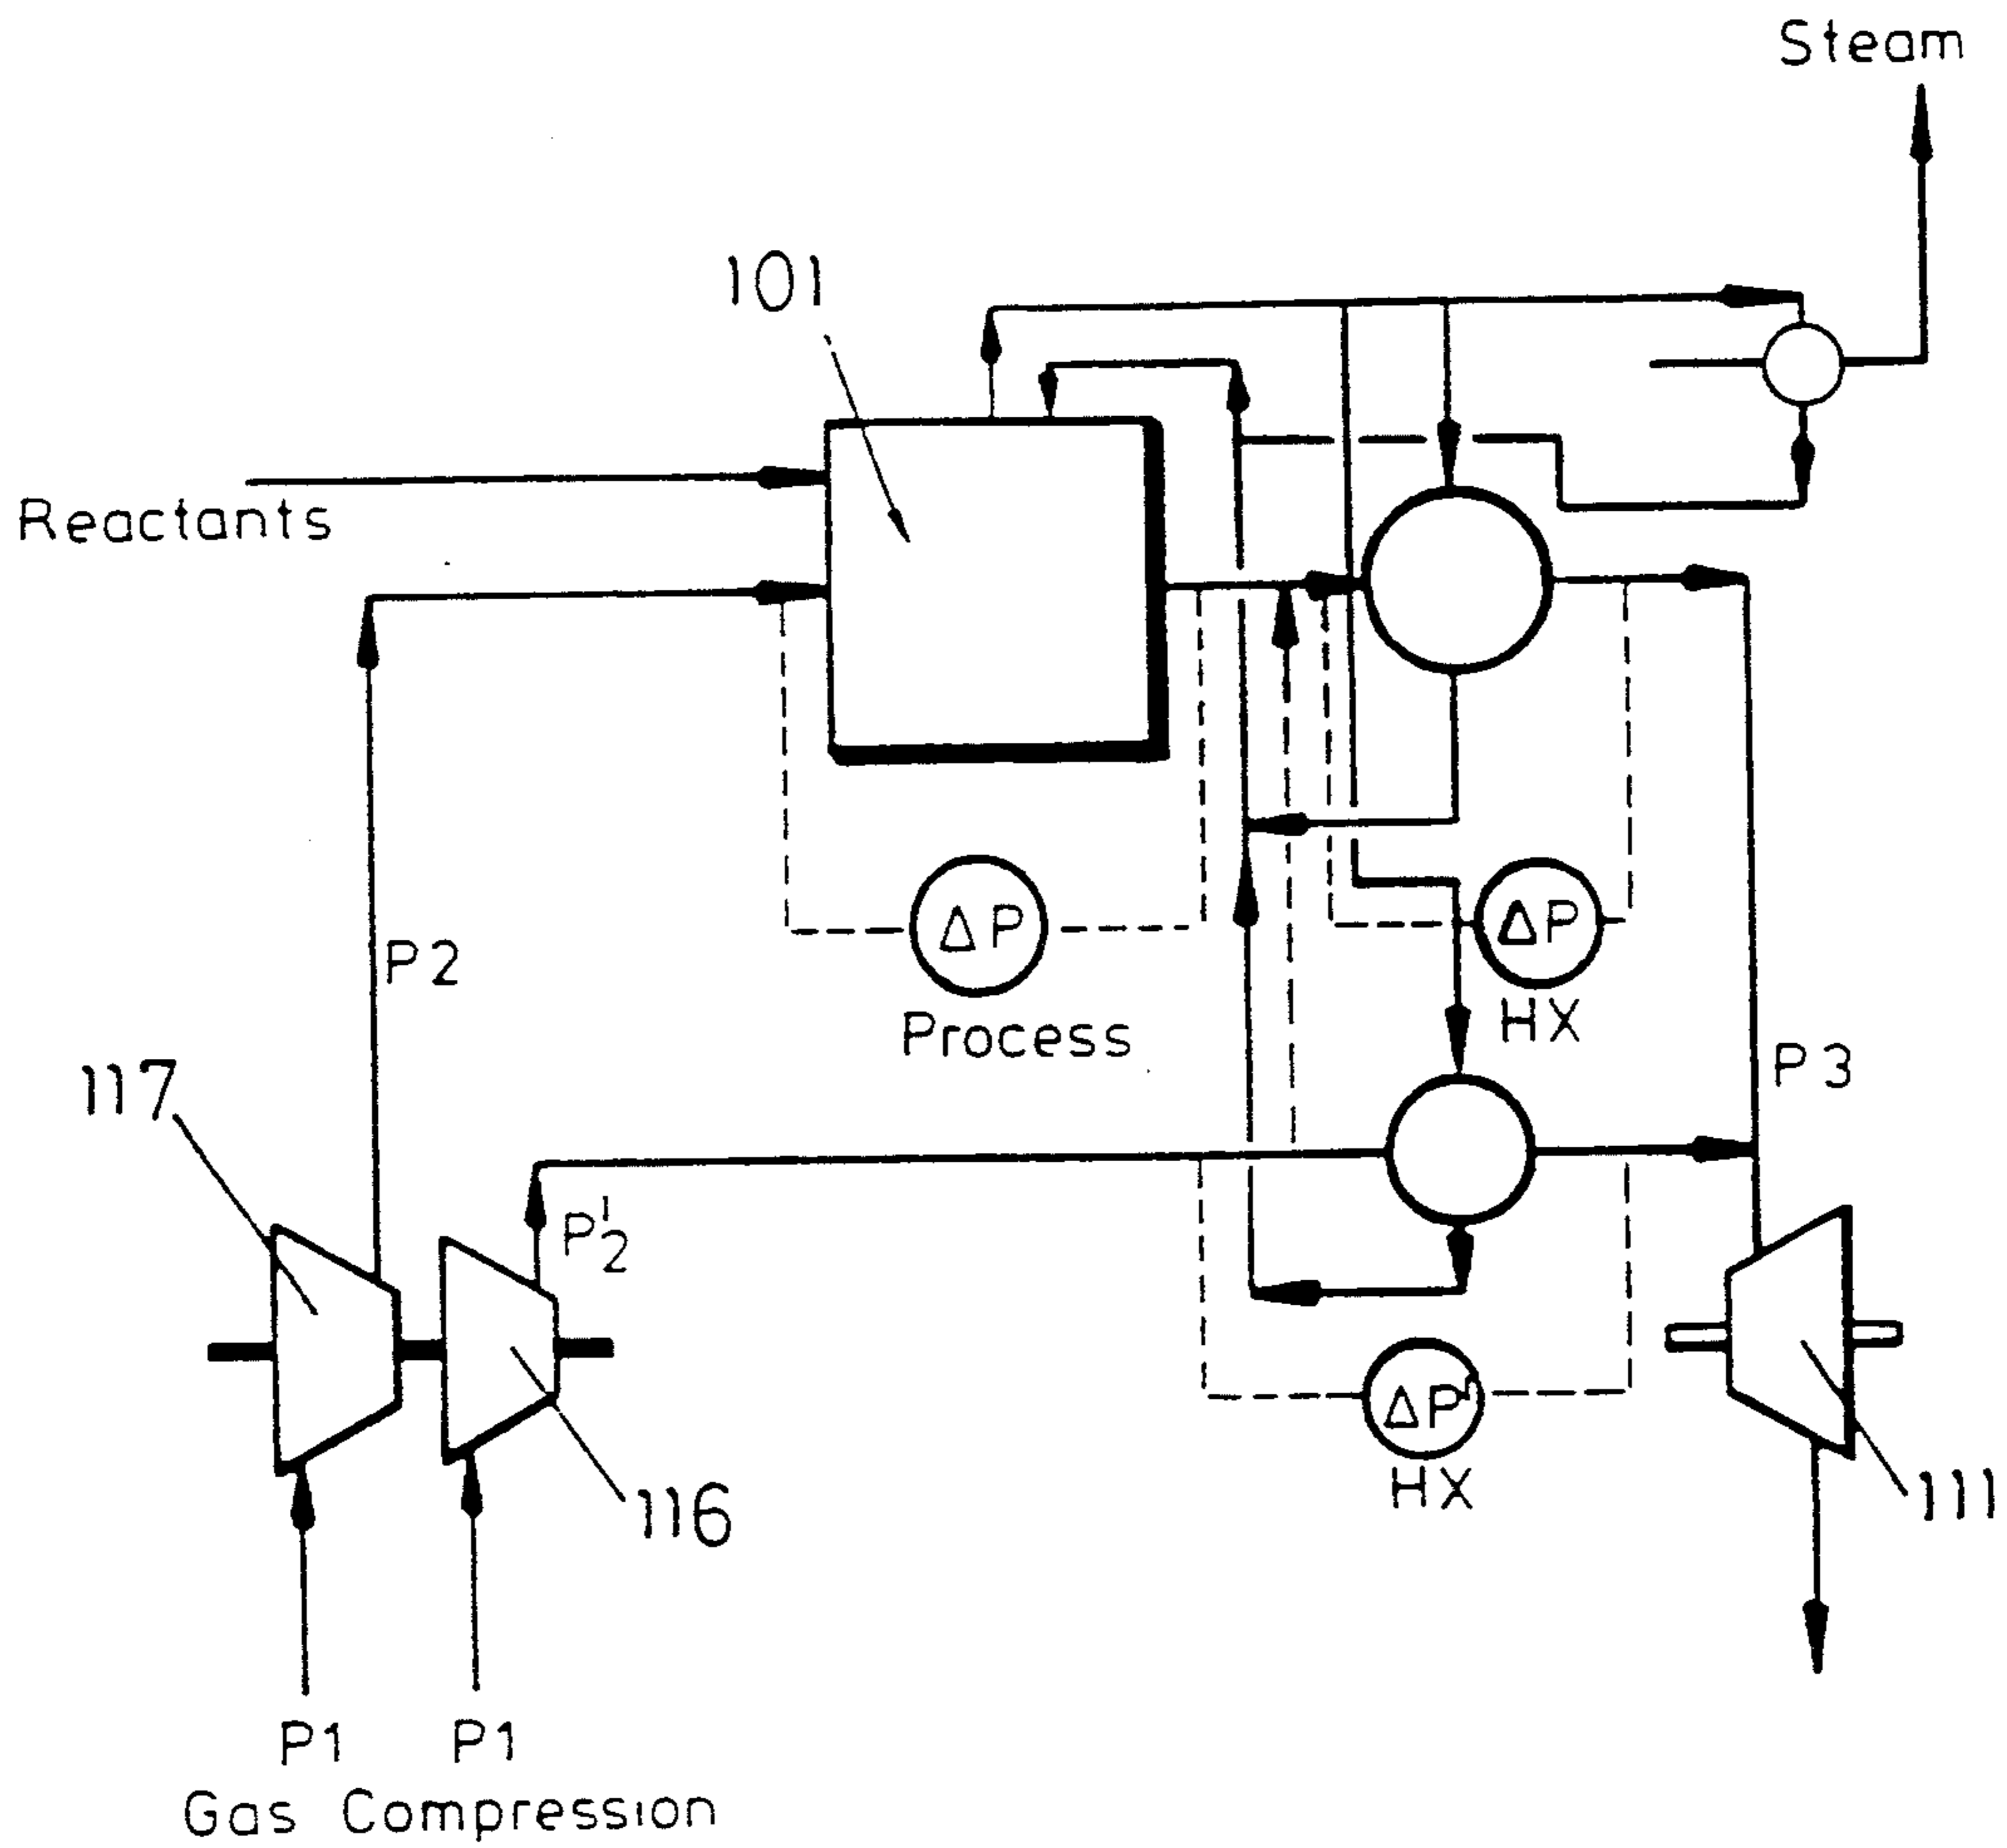 Steam
101
Reactants
P2
ΔP
Process
ΔP
HX
P3
117
P'2
116
ΔP'
HX
111
P1 P1
Gas Compression